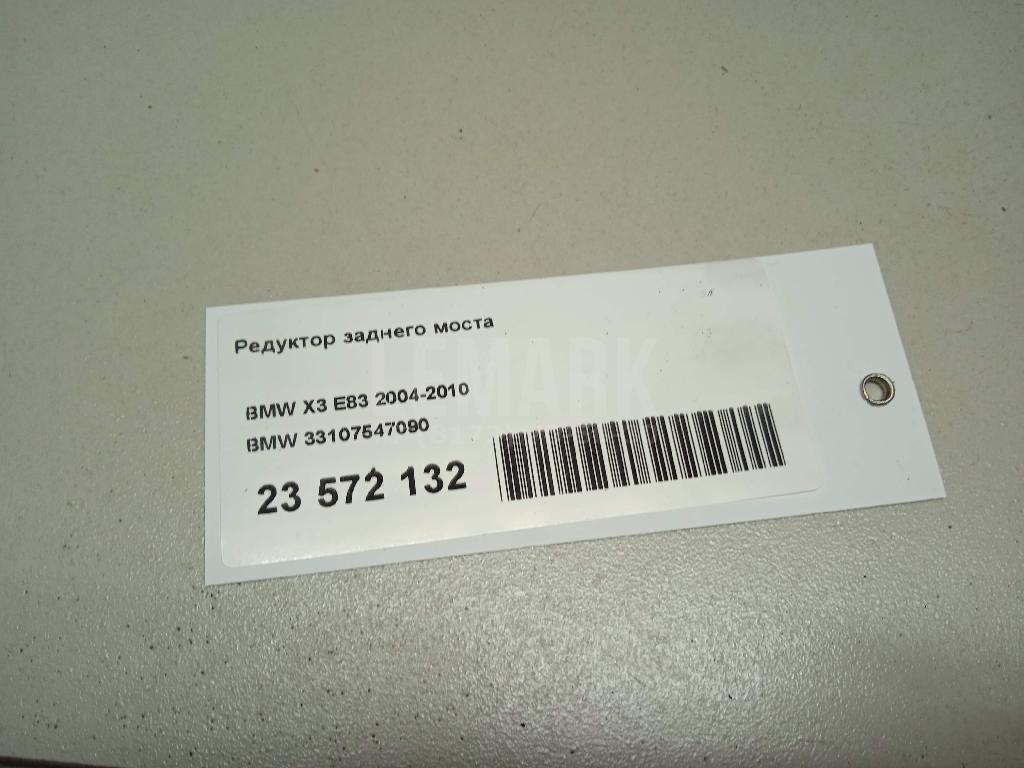 Редуктор заднего моста
LEMARK
BMW X3 E83 2004-2010
BMW 33107547090
23 572 132